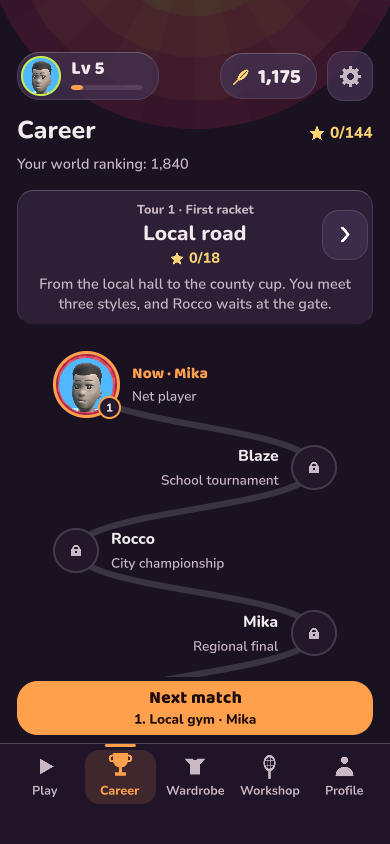 Lv 5
1,175
Career
0/144
Your world ranking: 1,840
Tour 1 · First racket
Local road
0/18
From the local hall to the county cup. You meet
three styles, and Rocco waits at the gate.
Now · Mika
Net player
1
Blaze
School tournament
Rocco
City championship
Mika
Regional final
Next match
1. Local gym · Mika
Play
Career
Wardrobe
Workshop
Profile